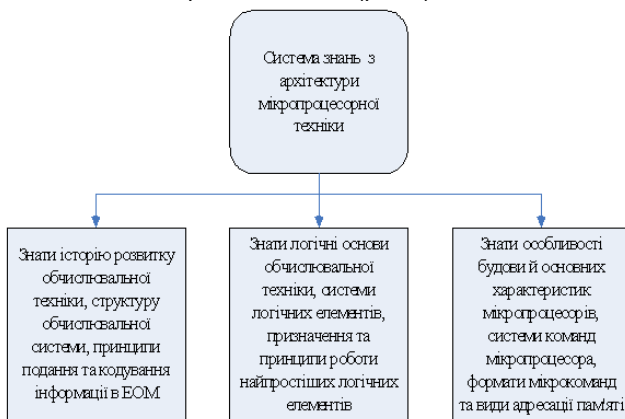 Система знань з
архітектури
мікропроцесорної
техніки
Знати історію розвитку
обчислювальної
техніки, структуру
обчислювальної
системи, принципи
подання та кодування
інформації в ЕОМ
Знати логічні основи
обчислювальної
техніки, системи
логічних елементів,
призначення та
принципи роботи
найпростіших логічних
елементів
Знати особливості
будови й основних
характеристик
мікропроцесорів,
системи команд
мікропроцесора,
формати мікрокоманд
та види адресації пам'яті